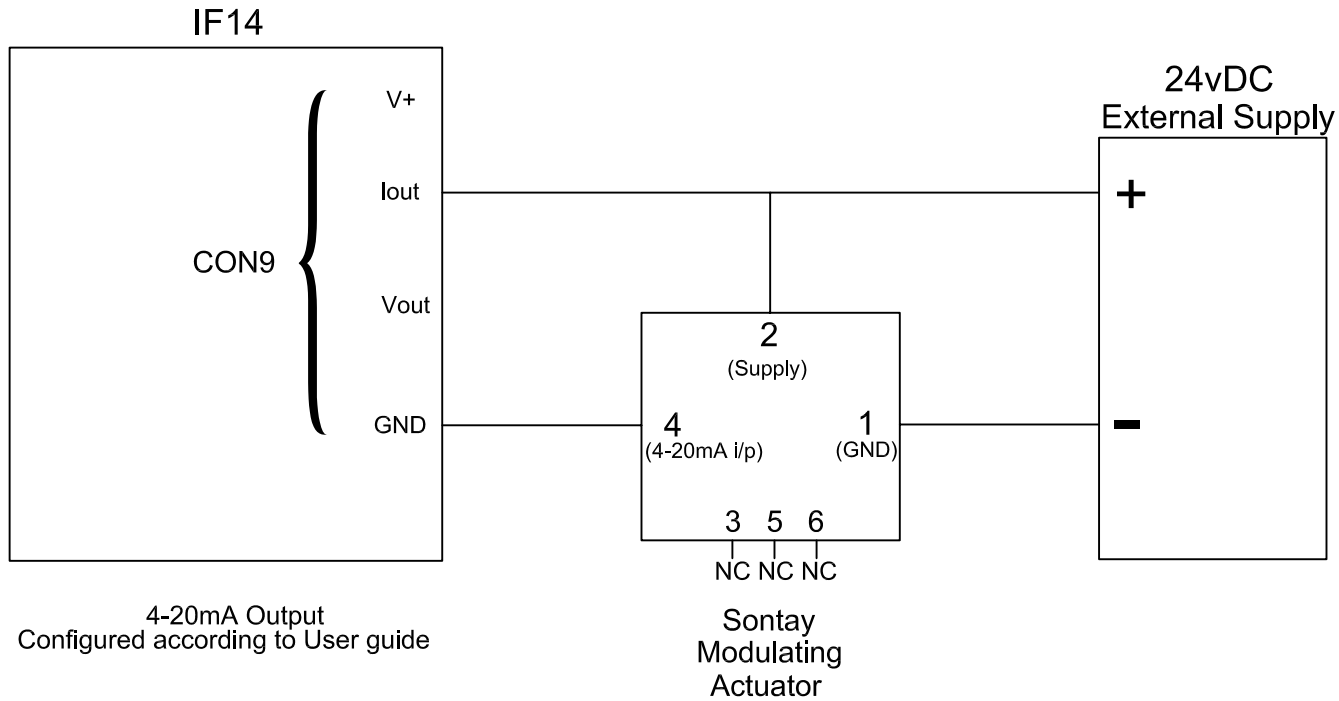 IF14
V+
24vDC
External Supply
Iout
+
CON9
Vout
2
(Supply)
GND
4
(4-20mA i/p)
1
(GND)
-
3 5 6
NC NC NC
4-20mA Output
Configured according to User guide
Sontay
Modulating
Actuator